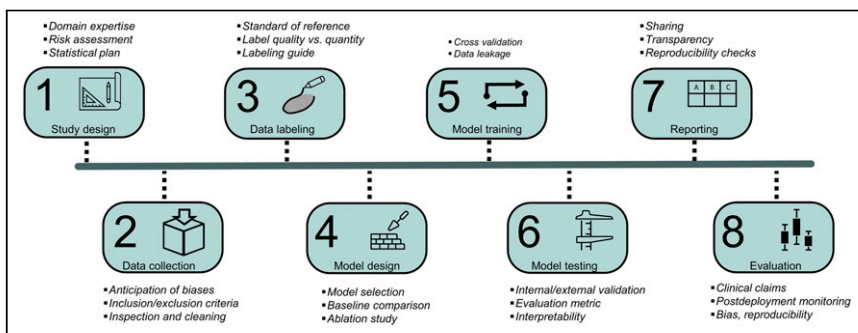 Domain expertise
Risk assessment
Statistical plan
1
Study design
Standard of reference
Label quality vs. quantity
Labeling guide
3
Data labeling
Cross validation
Data leakage
5
Model training
Sharing
Transparency
Reproducibility checks
7
A B C
Reporting
2
Data collection
Anticipation of biases
Inclusion/exclusion criteria
Inspection and cleaning
4
Model design
Model selection
Baseline comparison
Ablation study
6
Model testing
Internal/external validation
Evaluation metric
Interpretability
8
Evaluation
Clinical claims
Postdeployment monitoring
Bias, reproducibility